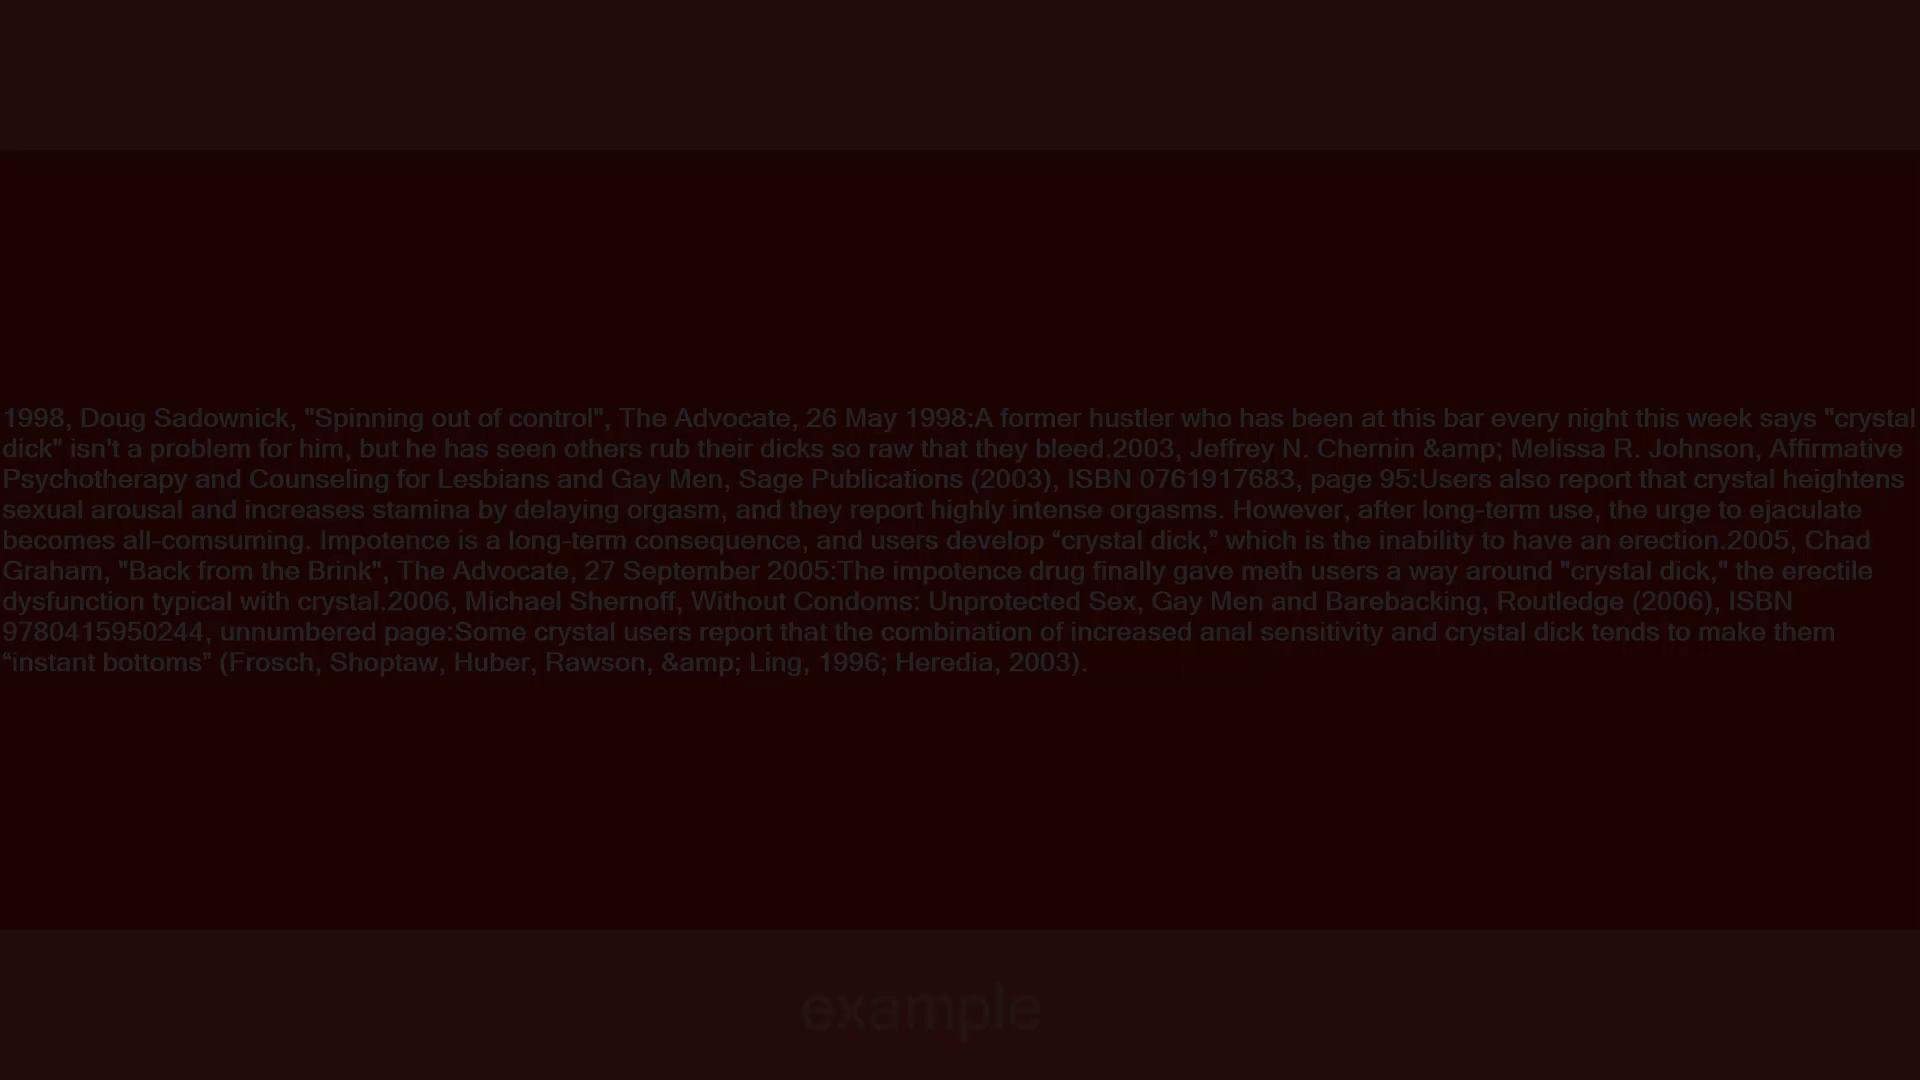 1998, Doug Sadownick, "Spinning out of control", The Advocate, 26 May 1998:A former hustler who has been at this bar every night this week says "crystal
dick" isn't a problem for him, but he has seen others rub their dicks so raw that they bleed.2003, Jeffrey N. Chernin &amp; Melissa R. Johnson, Affirmative
Psychotherapy and Counseling for Lesbians and Gay Men, Sage Publications (2003), ISBN 0761917683, page 95:Users also report that crystal heightens
sexual arousal and increases stamina by delaying orgasm, and they report highly intense orgasms. However, after long-term use, the urge to ejaculate
becomes all-comsuming. Impotence is a long-term consequence, and users develop “crystal dick,” which is the inability to have an erection.2005, Chad
Graham, "Back from the Brink", The Advocate, 27 September 2005:The impotence drug finally gave meth users a way around "crystal dick," the erectile
dysfunction typical with crystal.2006, Michael Shernoff, Without Condoms: Unprotected Sex, Gay Men and Barebacking, Routledge (2006), ISBN
9780415950244, unnumbered page:Some crystal users report that the combination of increased anal sensitivity and crystal dick tends to make them
“instant bottoms” (Frosch, Shoptaw, Huber, Rawson, &amp; Ling, 1996; Heredia, 2003).
example